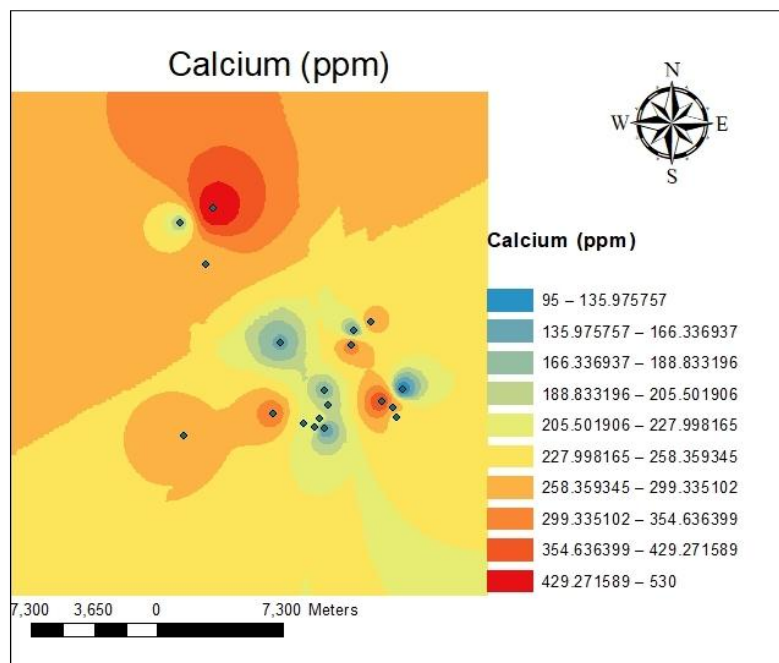 Calcium (ppm)
N
W E
S
Calcium (ppm)
95 – 135.975757
135.975757 – 166.336937
166.336937 – 188.833196
188.833196 – 205.501906
205.501906 – 227.998165
227.998165 – 258.359345
258.359345 – 299.335102
299.335102 – 354.636399
354.636399 – 429.271589
429.271589 – 530
7,300 3,650 0 7,300 Meters